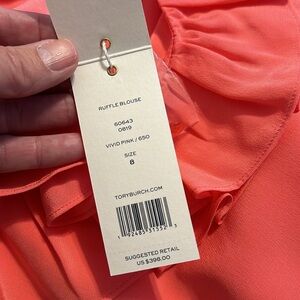 RUFFLE BLOUSE
60643
0819
VIVID PINK / 650
SIZE
8
TORYBURCH.COM
SUGGESTED RETAIL
US $398.00